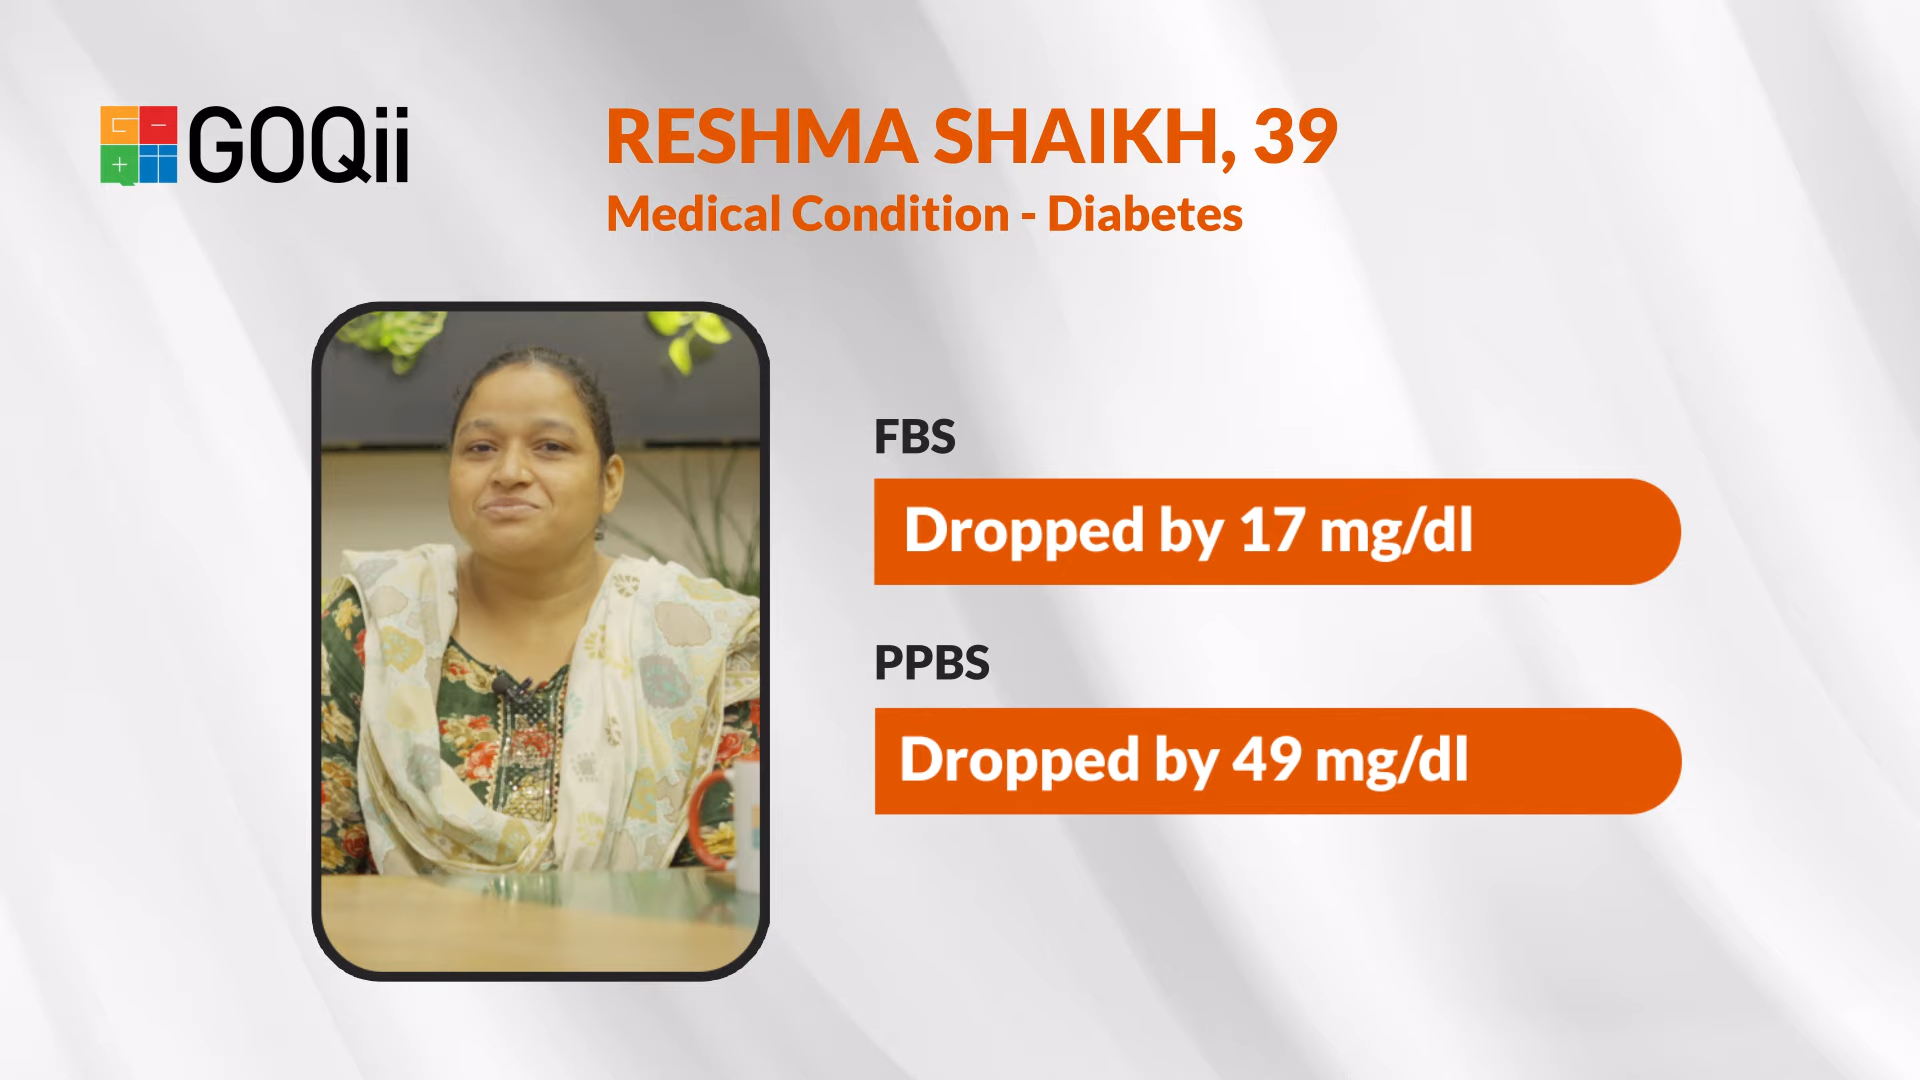 GOQii
RESHMA SHAIKH, 39
Medical Condition - Diabetes
FBS
Dropped by 17 mg/dl
PPBS
Dropped by 49 mg/dl